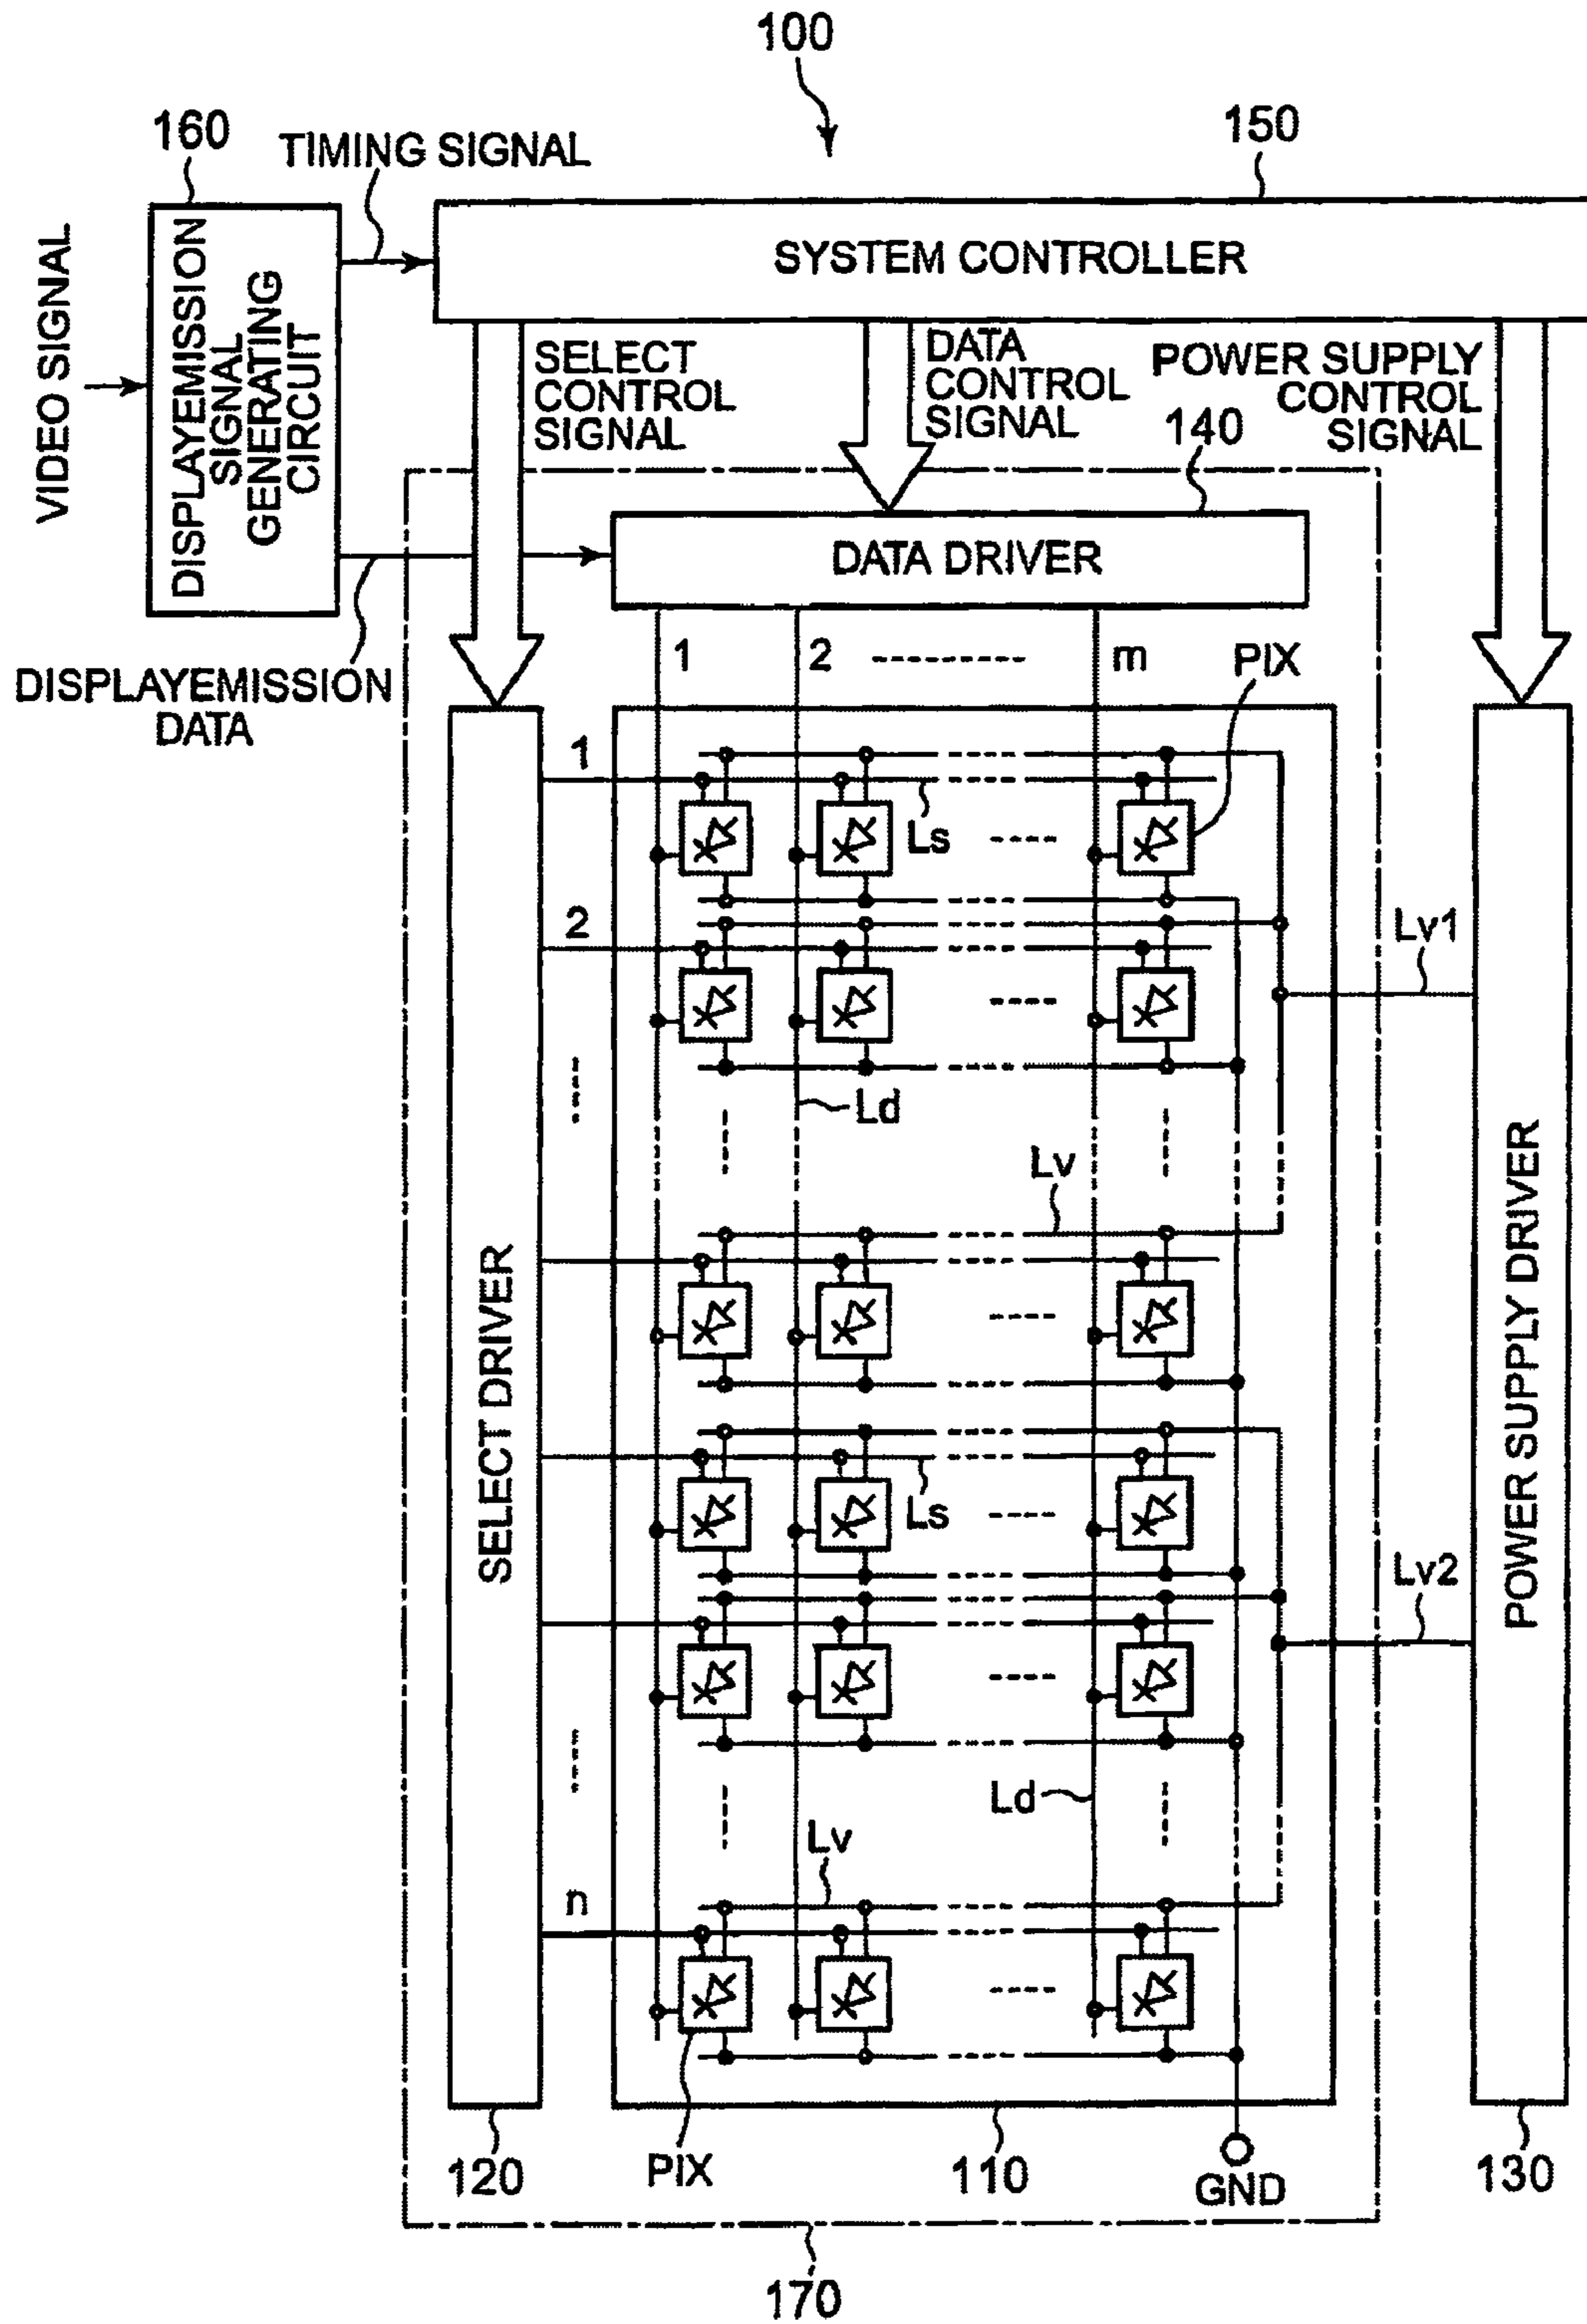 100
160
TIMING SIGNAL
150
VIDEO SIGNAL
DISPLAYEMISSION
SIGNAL
GENERATING
CIRCUIT
SYSTEM CONTROLLER
SELECT
CONTROL
SIGNAL
DATA
CONTROL
SIGNAL
POWER SUPPLY
CONTROL
SIGNAL
140
DATA DRIVER
DISPLAYEMISSION
DATA
1
2
m
PIX
1
Ls
2
Lv1
Ld
Lv
SELECT DRIVER
POWER SUPPLY DRIVER
Ls
Lv2
Ld
Lv
n
120
PIX
110
GND
130
170